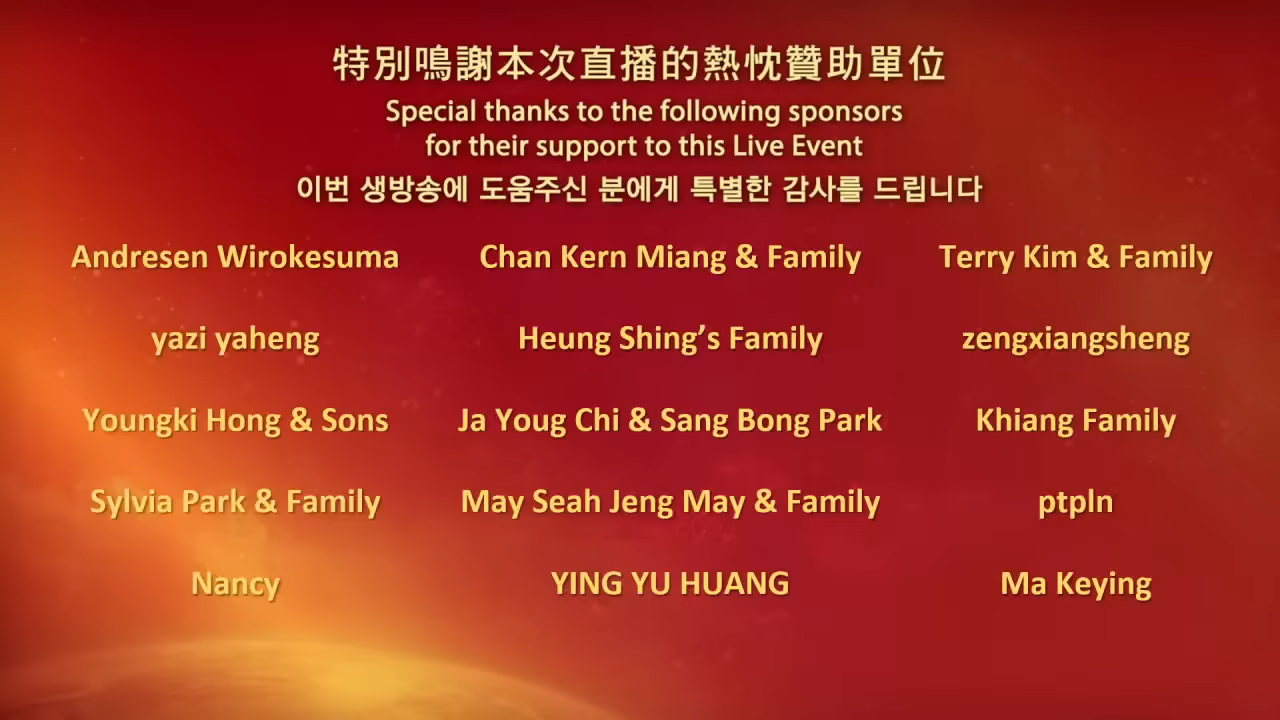 特別鳴謝本次直播的熱忱贊助單位
Special thanks to the following sponsors
for their support to this Live Event
이번 생방송에 도움주신 분에게 특별한 감사를 드립니다
Andresen Wirokesuma Chan Kern Miang & Family Terry Kim & Family
yazi yaheng Heung Shing’s Family zengxiangsheng
Youngki Hong & Sons Ja Youg Chi & Sang Bong Park Khiang Family
Sylvia Park & Family May Seah Jeng May & Family ptpln
Nancy YING YU HUANG Ma Keying